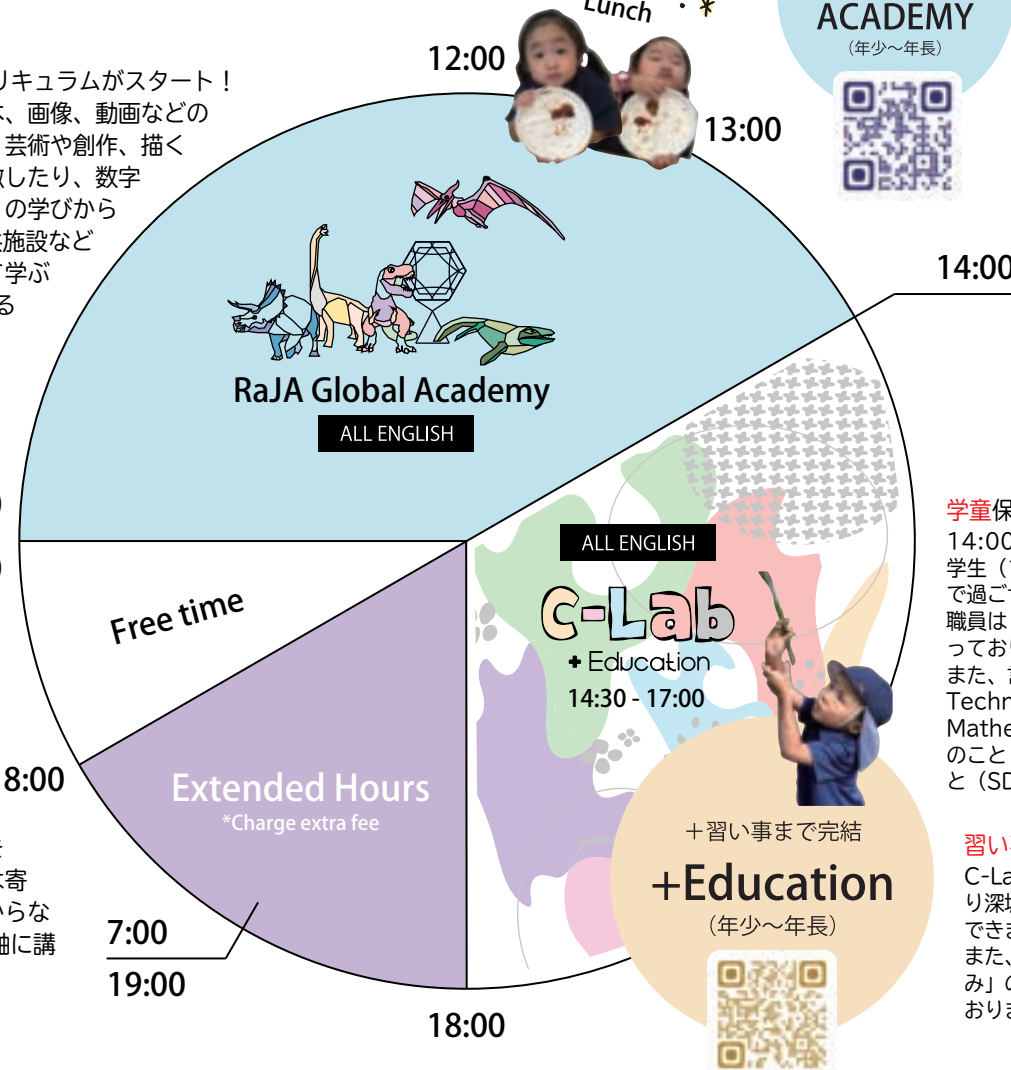 Lunch
ACADEMY
（年少～年長）
12:00
13:00
リキュラムがスタート！
、画像、動画などの
芸術や創作、描く
したり、数字
の学びから
施設など
学ぶ
る
14:00
RaJA Global Academy
ALL ENGLISH
ALL ENGLISH
C-Lab
+ Education
14:30 - 17:00
Free time
8:00
Extended Hours
*Charge extra fee
寄
らな
に講
7:00
19:00
18:00
＋習い事まで完結
+Education
（年少～年長）
学童保
14:00
学生（
で過ご
職員は
ってお
また、
Techn
Mathe
のこと
と（SD
習い
C-La
り深
できま
また、
み」の
おりま